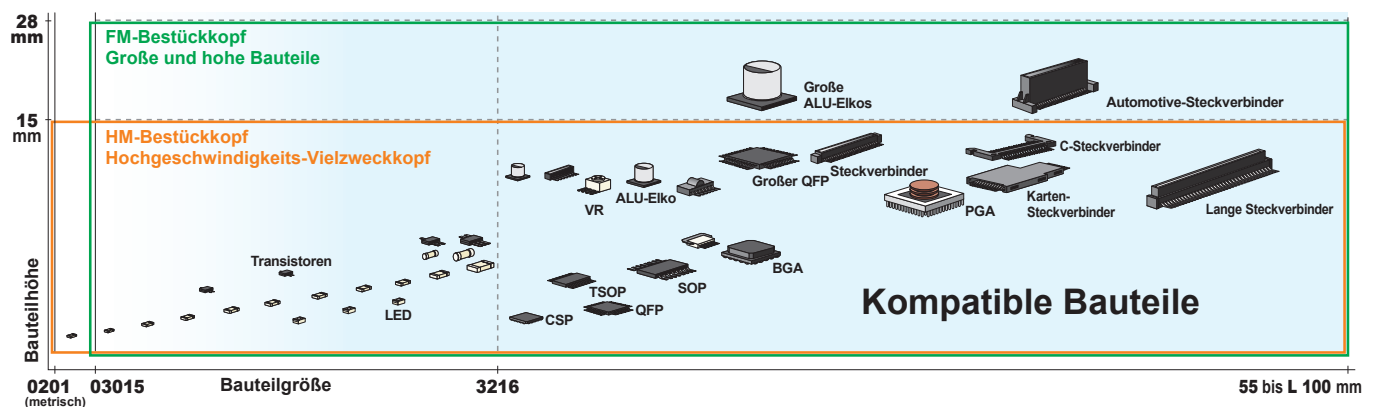 28
mm
FM-Bestückkopf
Große und hohe Bauteile
Große
ALU-Elkos
Automotive-Steckverbinder
15
mm
HM-Bestückkopf
Hochgeschwindigkeits-Vielzweckkopf
VR
ALU-Elko
Großer QFP
Steckverbinder
C-Steckverbinder
PGA
Karten-
Steckverbinder
Lange Steckverbinder
Transistoren
LED
TSOP
SOP
BGA
CSP
QFP
Kompatible Bauteile
Bauteilhöhe
0201
(metrisch)
03015
Bauteilgröße
3216
55 bis L 100 mm